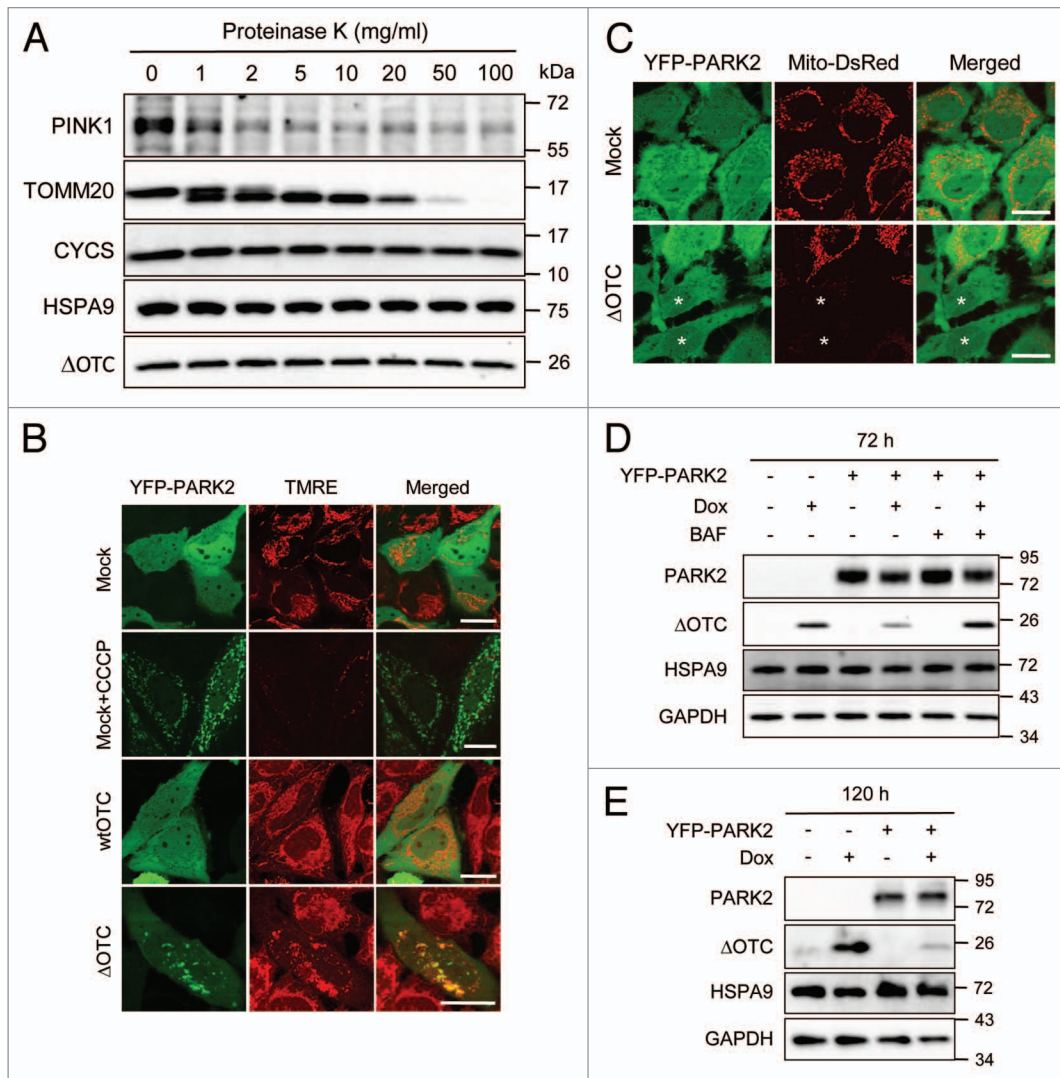 A
Proteinase K (mg/ml)
0 1 2 5 10 20 50 100 kDa
PINK1
72
55
TOMM20
17
CYCS
17
10
HSPA9
75
ΔOTC
26
B
YFP-PARK2 TMRE Merged
Mock
Mock+CCCP
wtOTC
ΔOTC
C
YFP-PARK2 Mito-DsRed Merged
Mock
ΔOTC
* * *
* * *
D
72 h
YFP-PARK2 - - + + + +
Dox - + - + - +
BAF - - - - + +
PARK2
95
72
ΔOTC
26
HSPA9
72
GAPDH
43
34
E
120 h
YFP-PARK2 - - + +
Dox - + - +
PARK2
95
72
ΔOTC
26
HSPA9
72
GAPDH
43
34